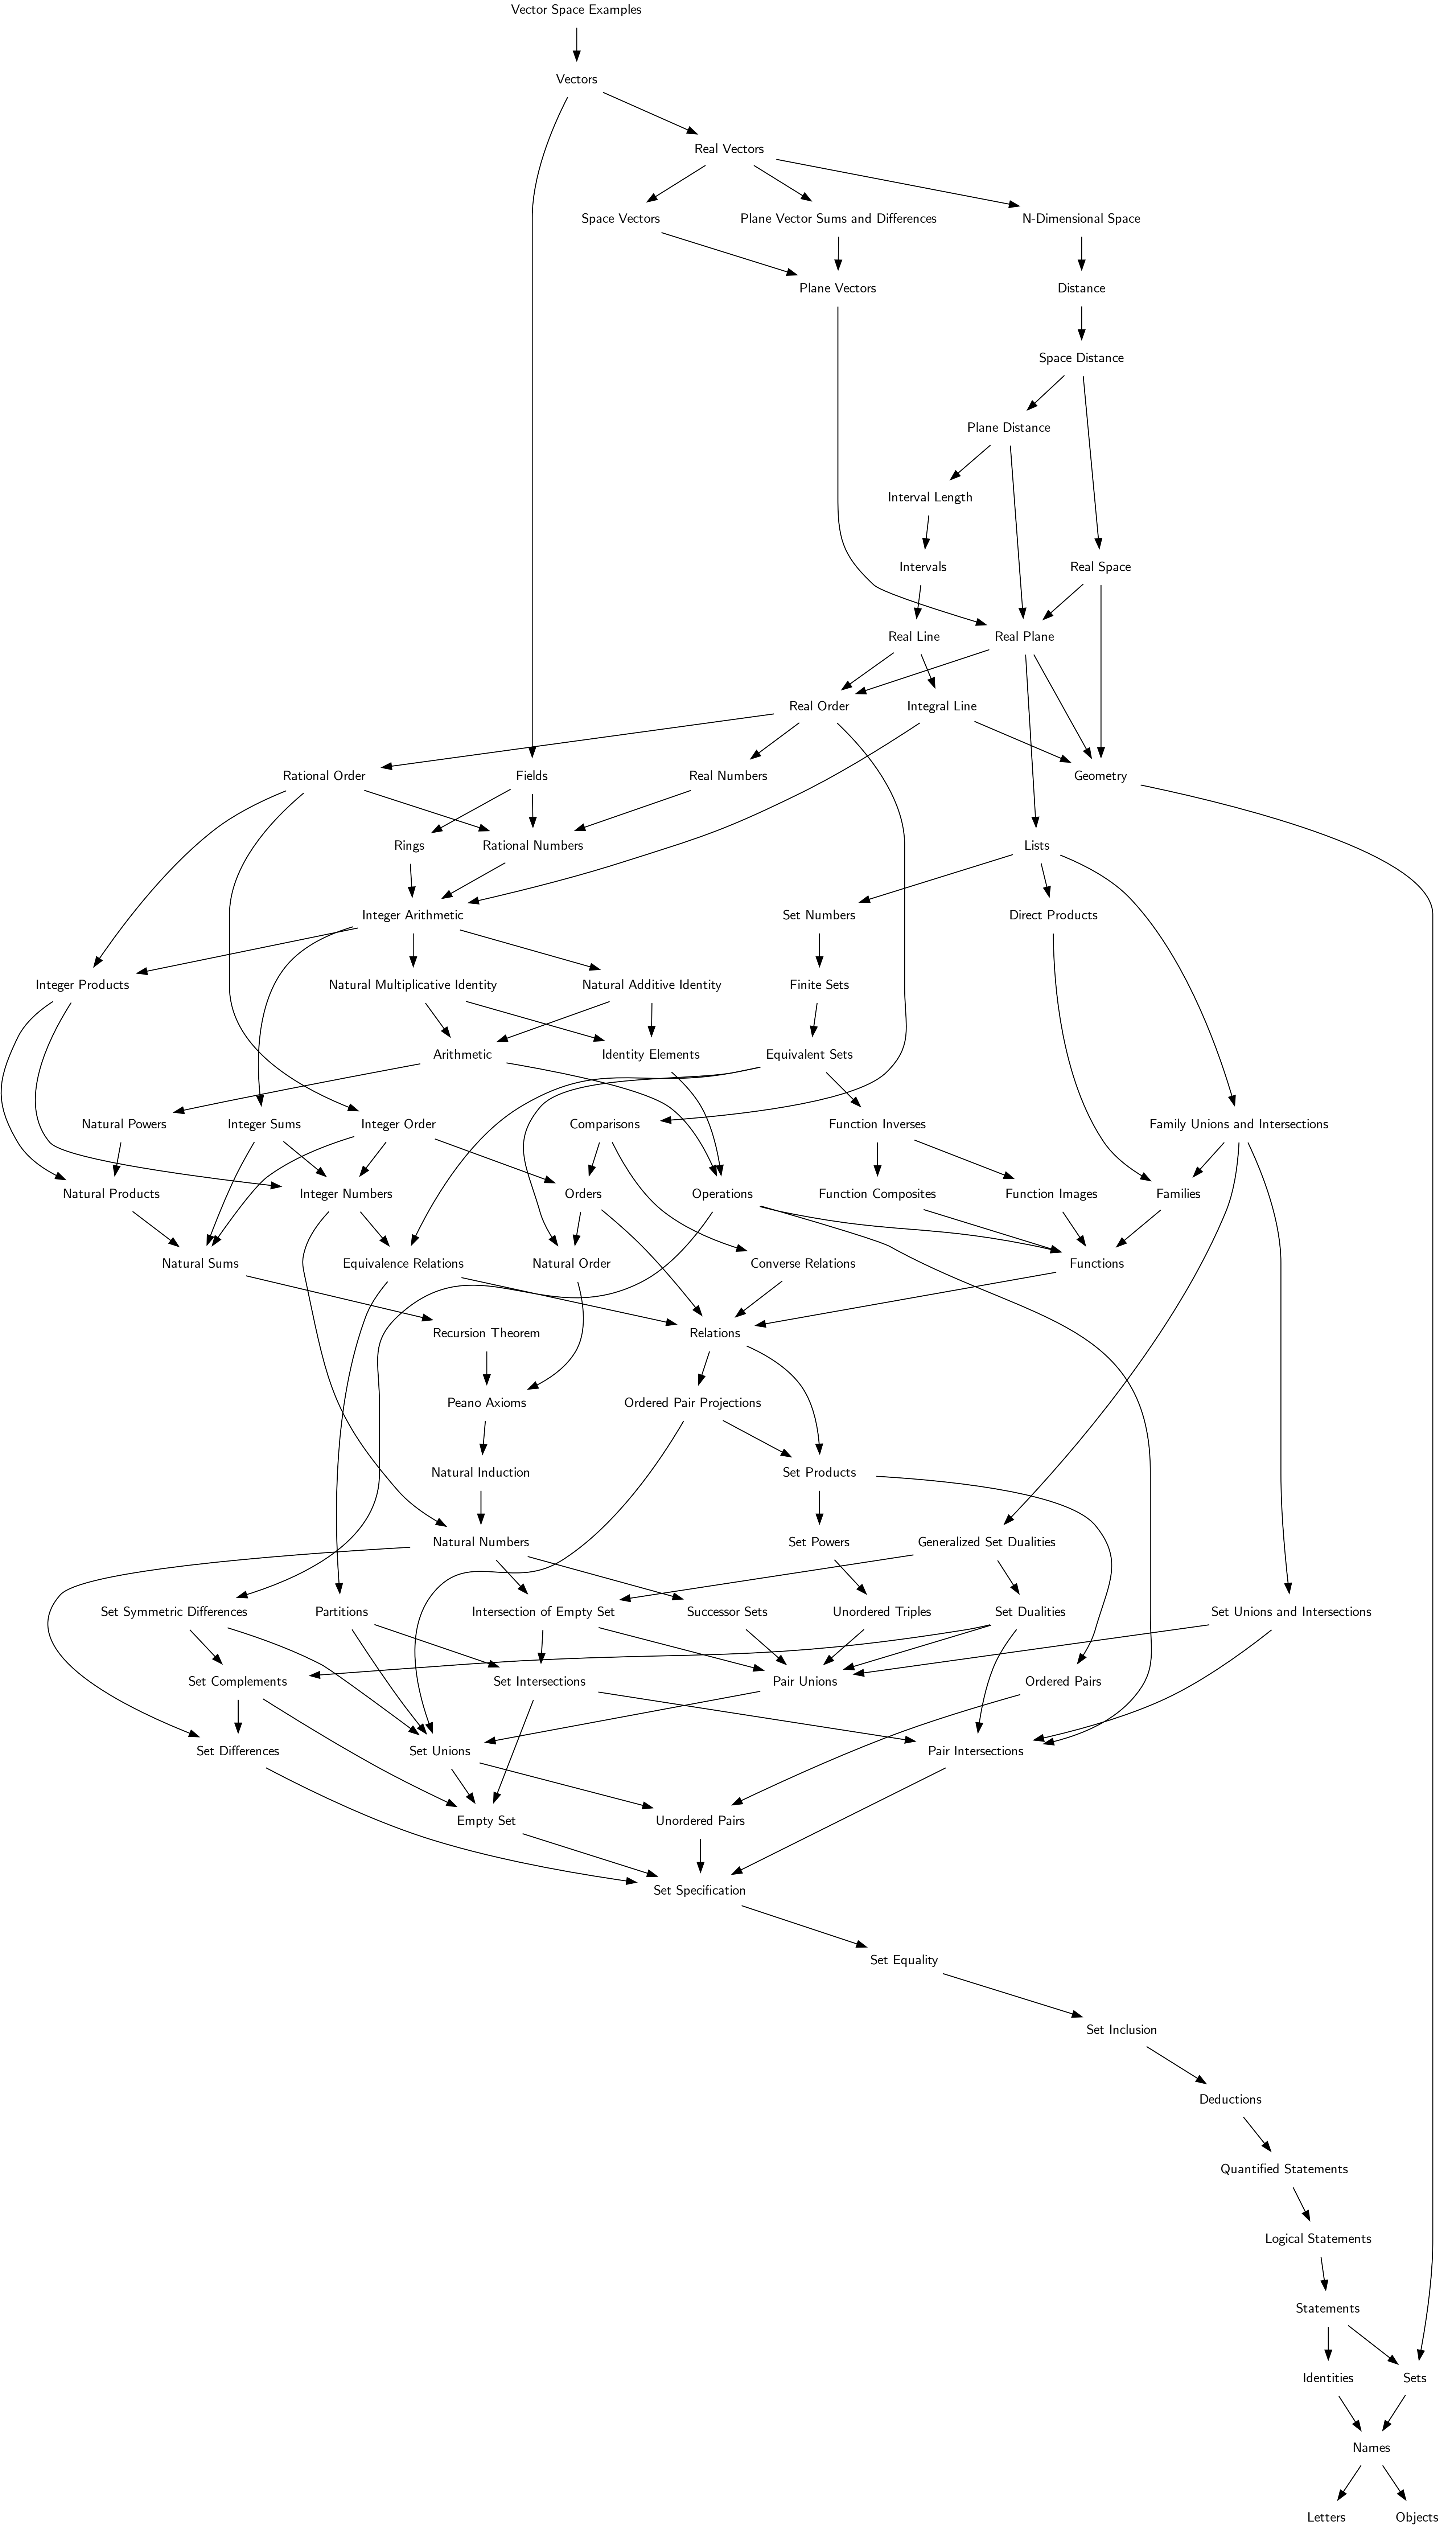 Vector Space Examples
Vectors
Real Vectors
Space Vectors
Plane Vector Sums and Differences
N-Dimensional Space
Plane Vectors
Distance
Space Distance
Plane Distance
Interval Length
Intervals
Real Space
Real Line
Real Plane
Real Order
Integral Line
Rational Order
Fields
Real Numbers
Geometry
Rings
Rational Numbers
Lists
Integer Arithmetic
Set Numbers
Direct Products
Integer Products
Natural Multiplicative Identity
Natural Additive Identity
Finite Sets
Arithmetic
Identity Elements
Equivalent Sets
Natural Powers
Integer Sums
Integer Order
Comparisons
Function Inverses
Family Unions and Intersections
Natural Products
Integer Numbers
Orders
Operations
Function Composites
Function Images
Families
Natural Sums
Equivalence Relations
Natural Order
Converse Relations
Functions
Recursion Theorem
Relations
Peano Axioms
Ordered Pair Projections
Natural Induction
Set Products
Natural Numbers
Set Powers
Generalized Set Dualities
Set Symmetric Differences
Partitions
Intersection of Empty Set
Successor Sets
Unordered Triples
Set Dualities
Set Unions and Intersections
Set Complements
Set Intersections
Pair Unions
Ordered Pairs
Set Differences
Set Unions
Pair Intersections
Empty Set
Unordered Pairs
Set Specification
Set Equality
Set Inclusion
Deductions
Quantified Statements
Logical Statements
Statements
Identities
Sets
Names
Letters
Objects